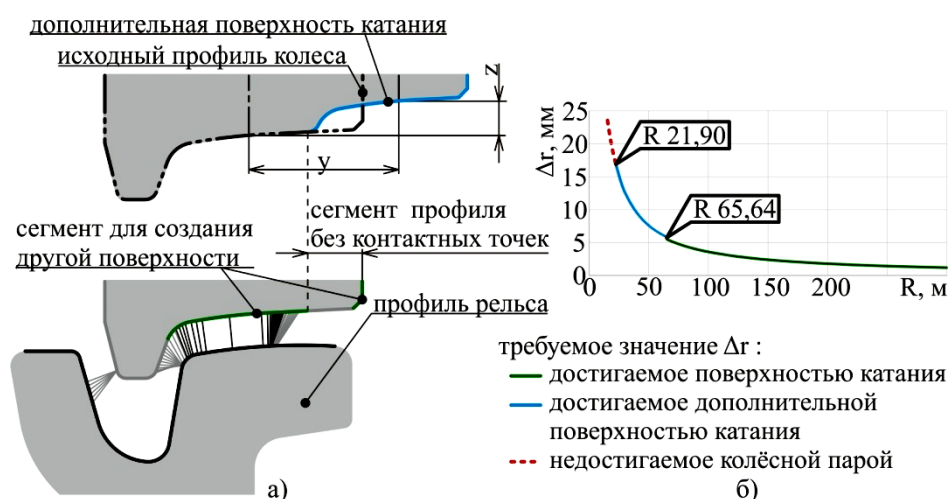 дополнительная поверхность катания
исходный профиль колеса
z
y
сегмент для создания
другой поверхности
сегмент профиля
без контактных точек
профиль рельса
а)
Δr, мм
25
20
15
10
5
0
R 21,90
R 65,64
0
50
100
150
200
R, м
требуемое значение Δr :
достигаемое поверхностью катания
достигаемое дополнительной
поверхностью катания
недостигаемое колёсной парой
б)